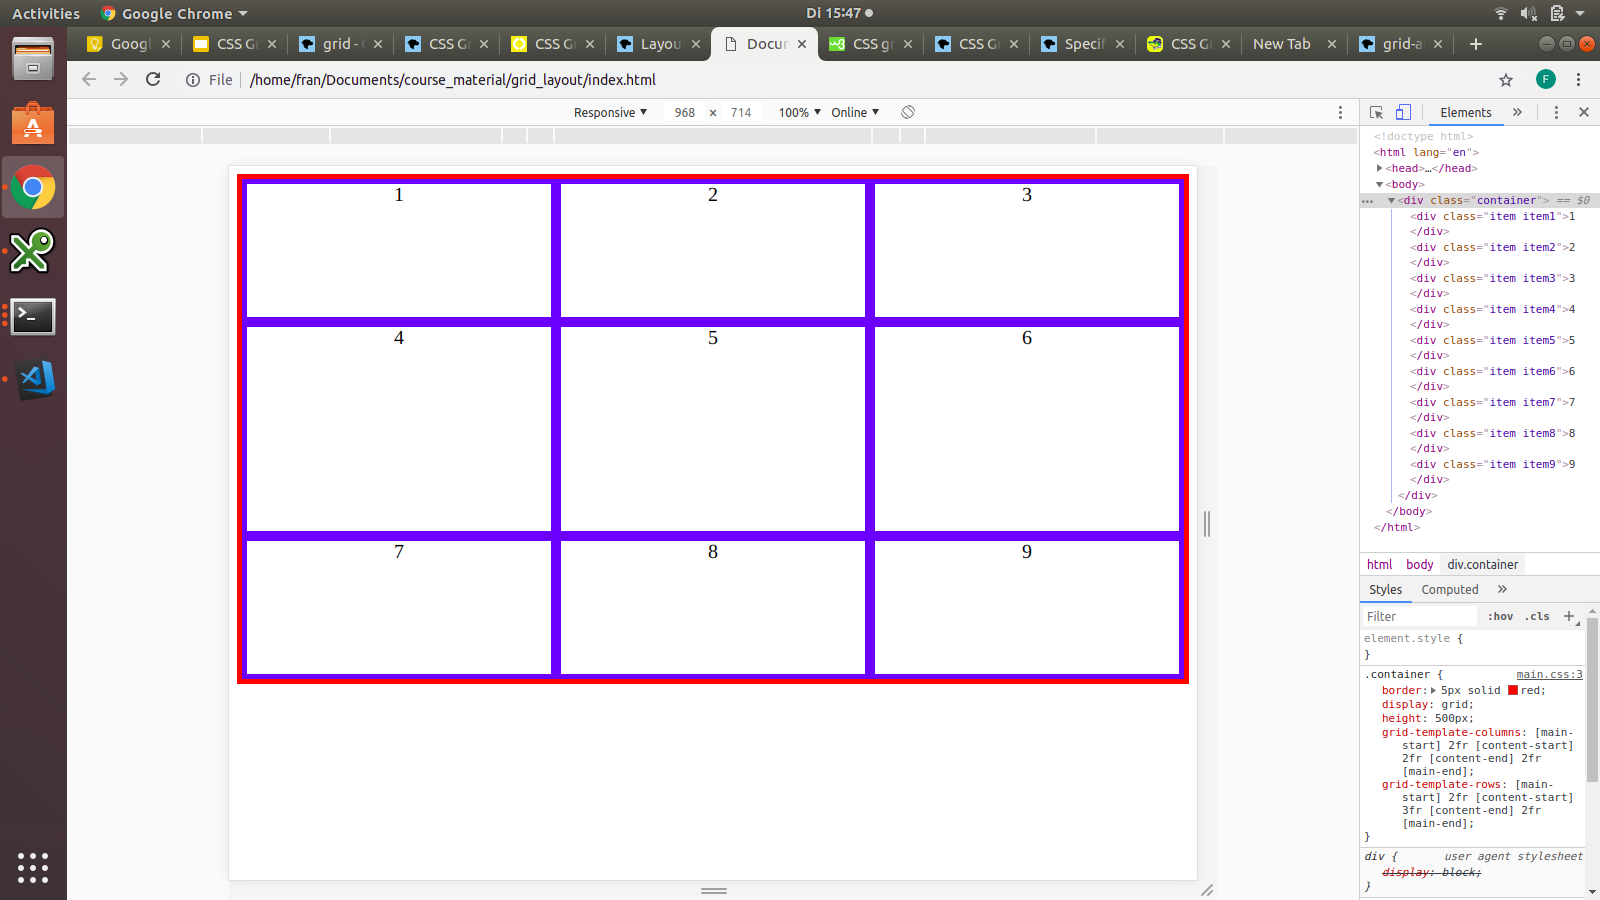 Activities Google Chrome Di 15:47
Googl CSS Gr grid - CSS Gr CSS Gr Layou Docum CSS gr CSS Gr Specif CSS Gr New Tab grid-ar
File /home/fran/Documents/course_material/grid_layout/index.html F
Responsive 968 × 714 100% Online
1 2 3
4 5 6
7 8 9
Elements »
<!doctype html>
<html lang="en">
<head>…</head>
<body>
… <div class="container"> == $0
<div class="item item1">1
</div>
<div class="item item2">2
</div>
<div class="item item3">3
</div>
<div class="item item4">4
</div>
<div class="item item5">5
</div>
<div class="item item6">6
</div>
<div class="item item7">7
</div>
<div class="item item8">8
</div>
<div class="item item9">9
</div>
</div>
</body>
</html>
html body div.container
Styles Computed »
Filter :hov .cls +
element.style {
}
.container { main.css:3
border: 5px solid red;
display: grid;
height: 500px;
grid-template-columns: [main-
start] 2fr [content-start]
2fr [content-end] 2fr
[main-end];
grid-template-rows: [main-
start] 2fr [content-start]
3fr [content-end] 2fr
[main-end];
}
div { user agent stylesheet
display: block;
}